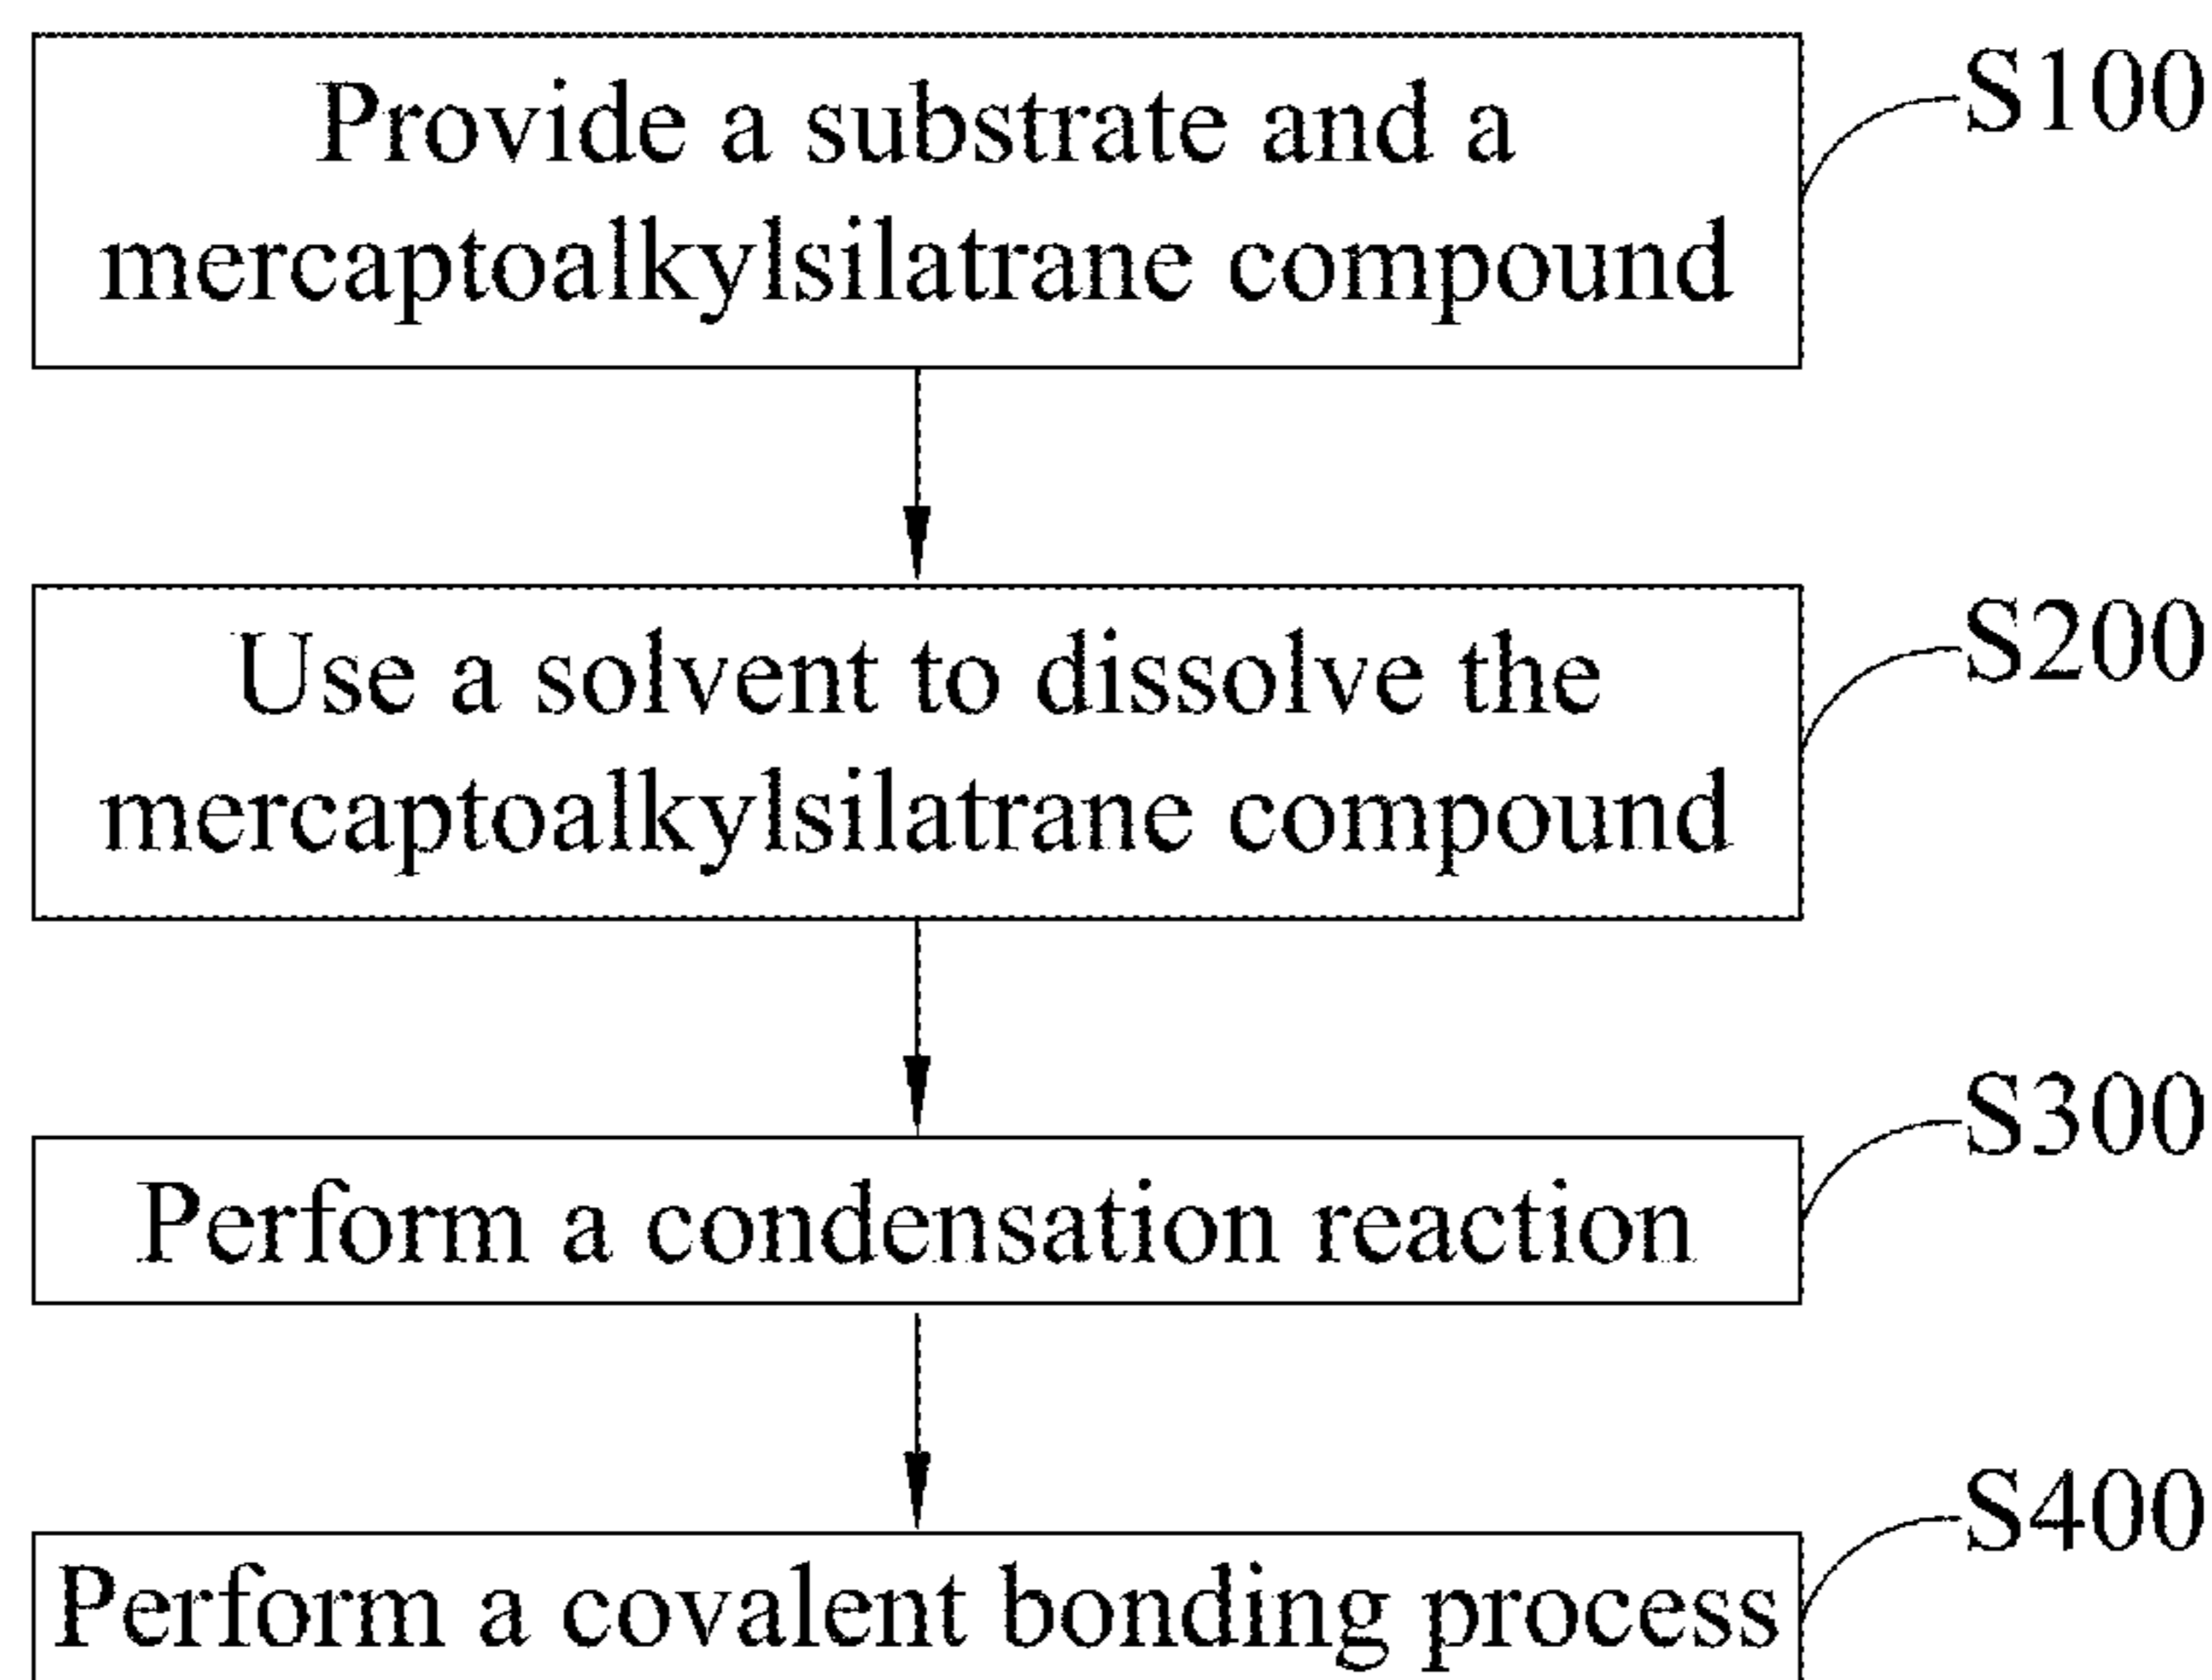 Provide a substrate and a
mercaptoalkylsilatrane compound
S100
Use a solvent to dissolve the
mercaptoalkylsilatrane compound
S200
Perform a condensation reaction
S300
Perform a covalent bonding process
S400